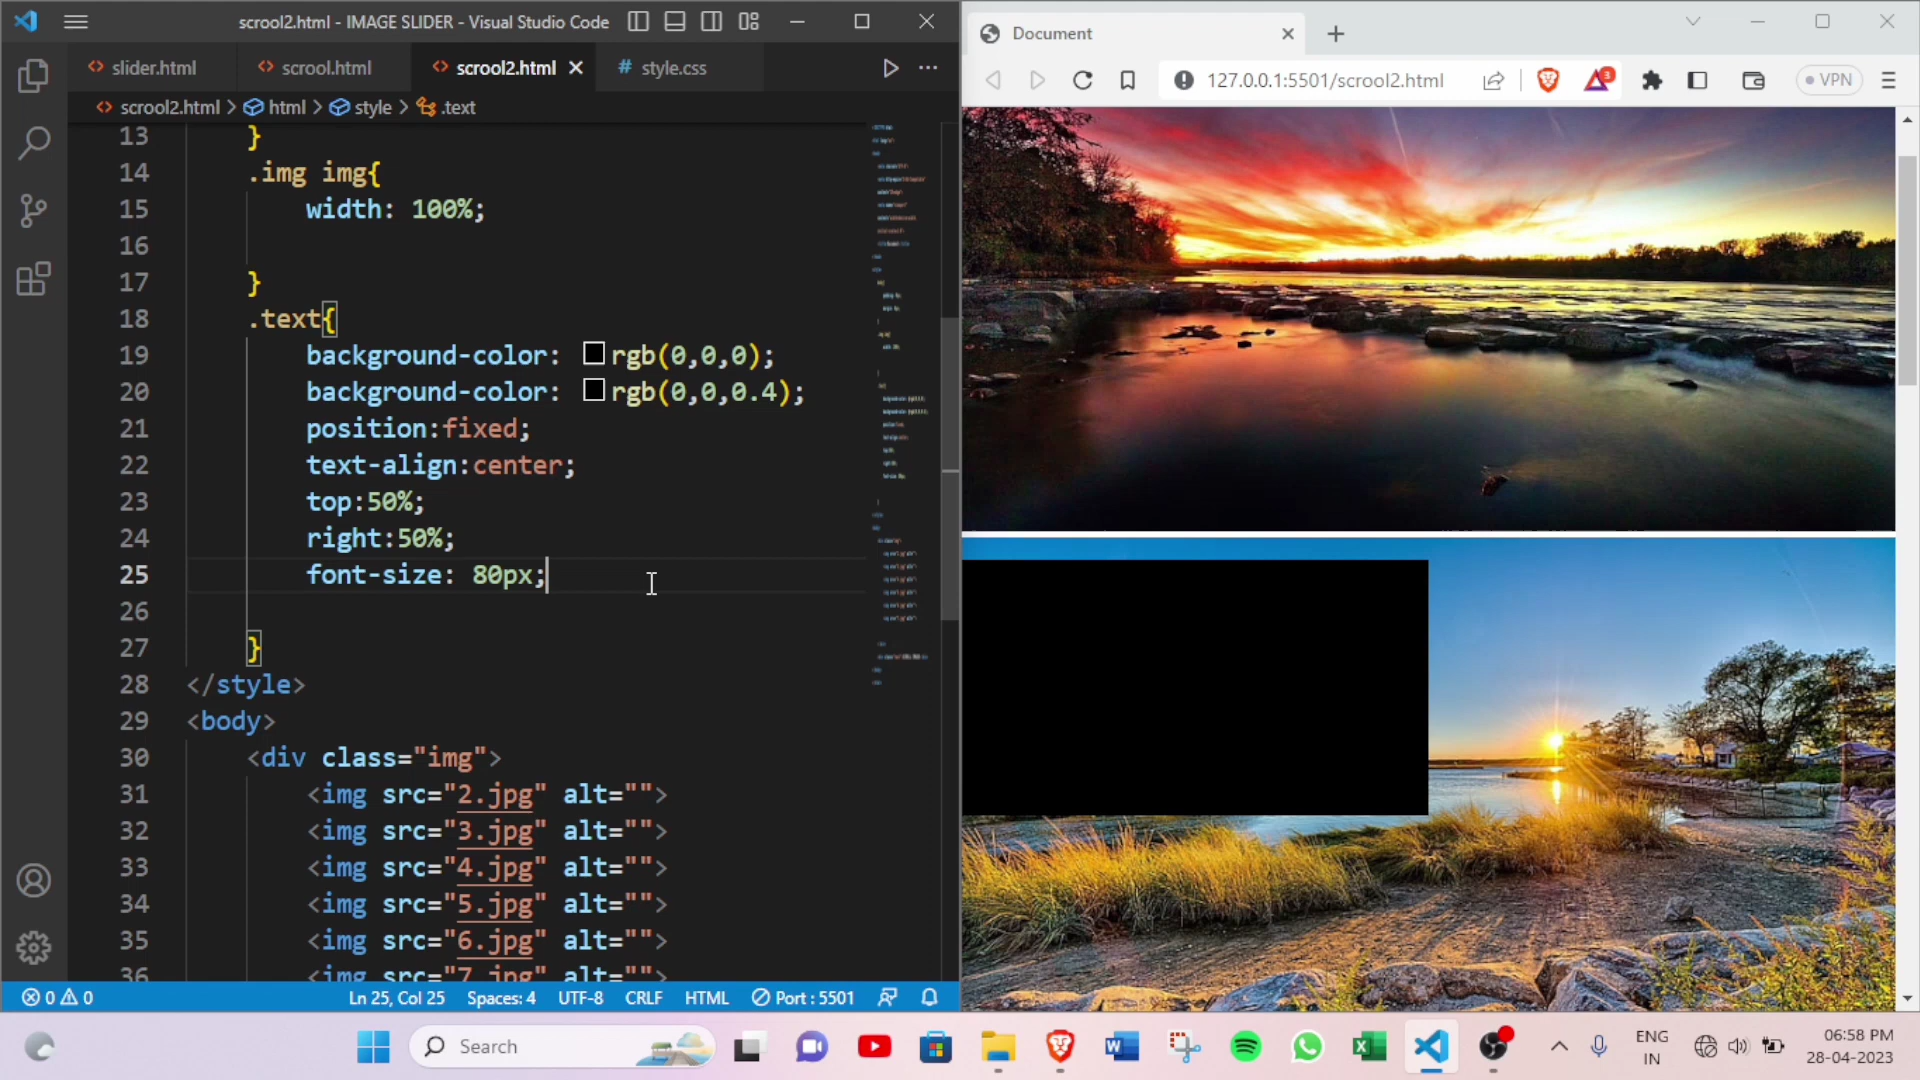 scrool2.html - IMAGE SLIDER - Visual Studio Code
slider.html
scrool.html
scrool2.html
# style.css
scrool2.html > html > style > .text
13 }
14 .img img{
15 width: 100%;
16
17 }
18 .text{
19 background-color: rgb(0,0,0);
20 background-color: rgb(0,0,0.4);
21 position:fixed;
22 text-align:center;
23 top:50%;
24 right:50%;
25 font-size: 80px;
26
27 }
28 </style>
29 <body>
30 <div class="img">
31 <img src="2.jpg" alt="">
32 <img src="3.jpg" alt="">
33 <img src="4.jpg" alt="">
34 <img src="5.jpg" alt="">
35 <img src="6.jpg" alt="">
36 <img src="7.jpg" alt="">
0 0
Ln 25, Col 25
Spaces: 4
UTF-8
CRLF
HTML
Port : 5501
Document
127.0.0.1:5501/scrool2.html
3
VPN
Search
ENG
IN
06:58 PM
28-04-2023